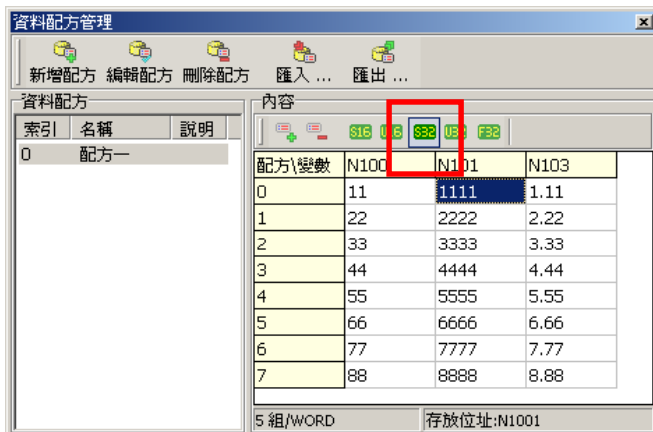 資料配方管理
新增配方 編輯配方 刪除配方 匯入 ... 匯出 ...
資料配方
索引 名稱 說明
0 配方一
內容
S16 U16 S32 U32 F32
配方\變數 N100 N101 N103
0 11 1111 1.11
1 22 2222 2.22
2 33 3333 3.33
3 44 4444 4.44
4 55 5555 5.55
5 66 6666 6.66
6 77 7777 7.77
7 88 8888 8.88
5 組/WORD 存放位址:N1001